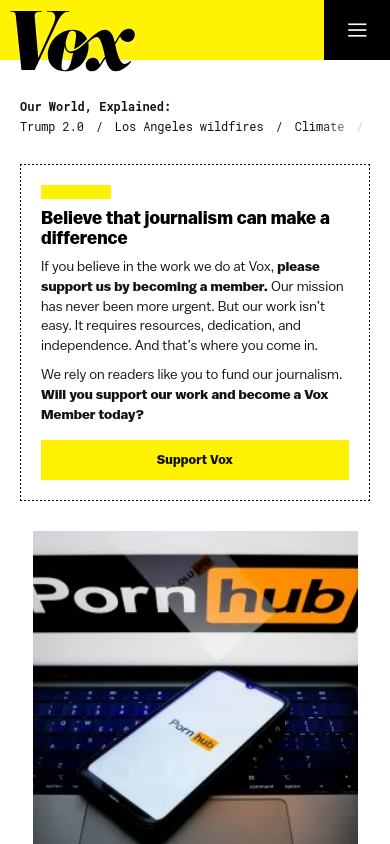 Vox
Our World, Explained:
Trump 2.0 / Los Angeles wildfires / Climate /
Believe that journalism can make a
difference
If you believe in the work we do at Vox, please
support us by becoming a member. Our mission
has never been more urgent. But our work isn't
easy. It requires resources, dedication, and
independence. And that's where you come in.
We rely on readers like you to fund our journalism.
Will you support our work and become a Vox
Member today?
Support Vox
Porn hub
Porn hub
command
option